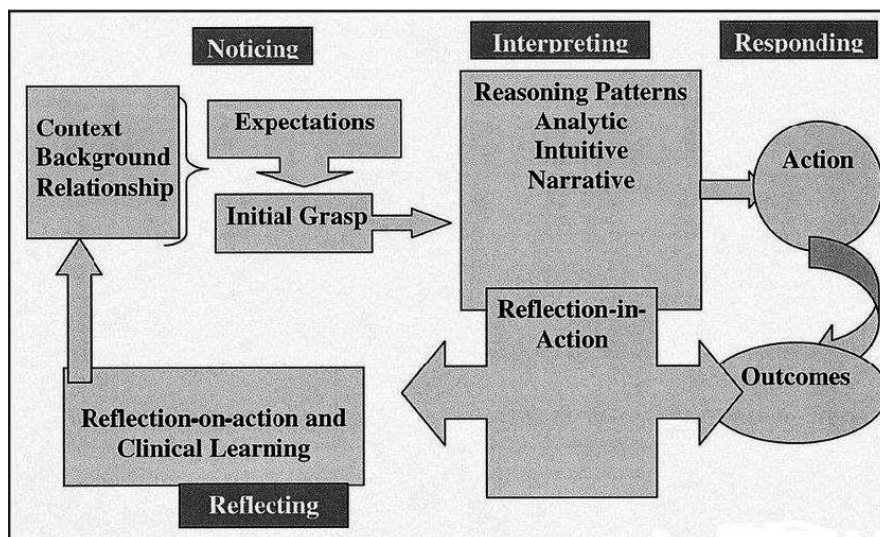 Noticing
Interpreting
Responding
Context
Background
Relationship
Expectations
Initial Grasp
Reasoning Patterns
Analytic
Intuitive
Narrative
Action
Reflection-in-
Action
Outcomes
Reflection-on-action and
Clinical Learning
Reflecting